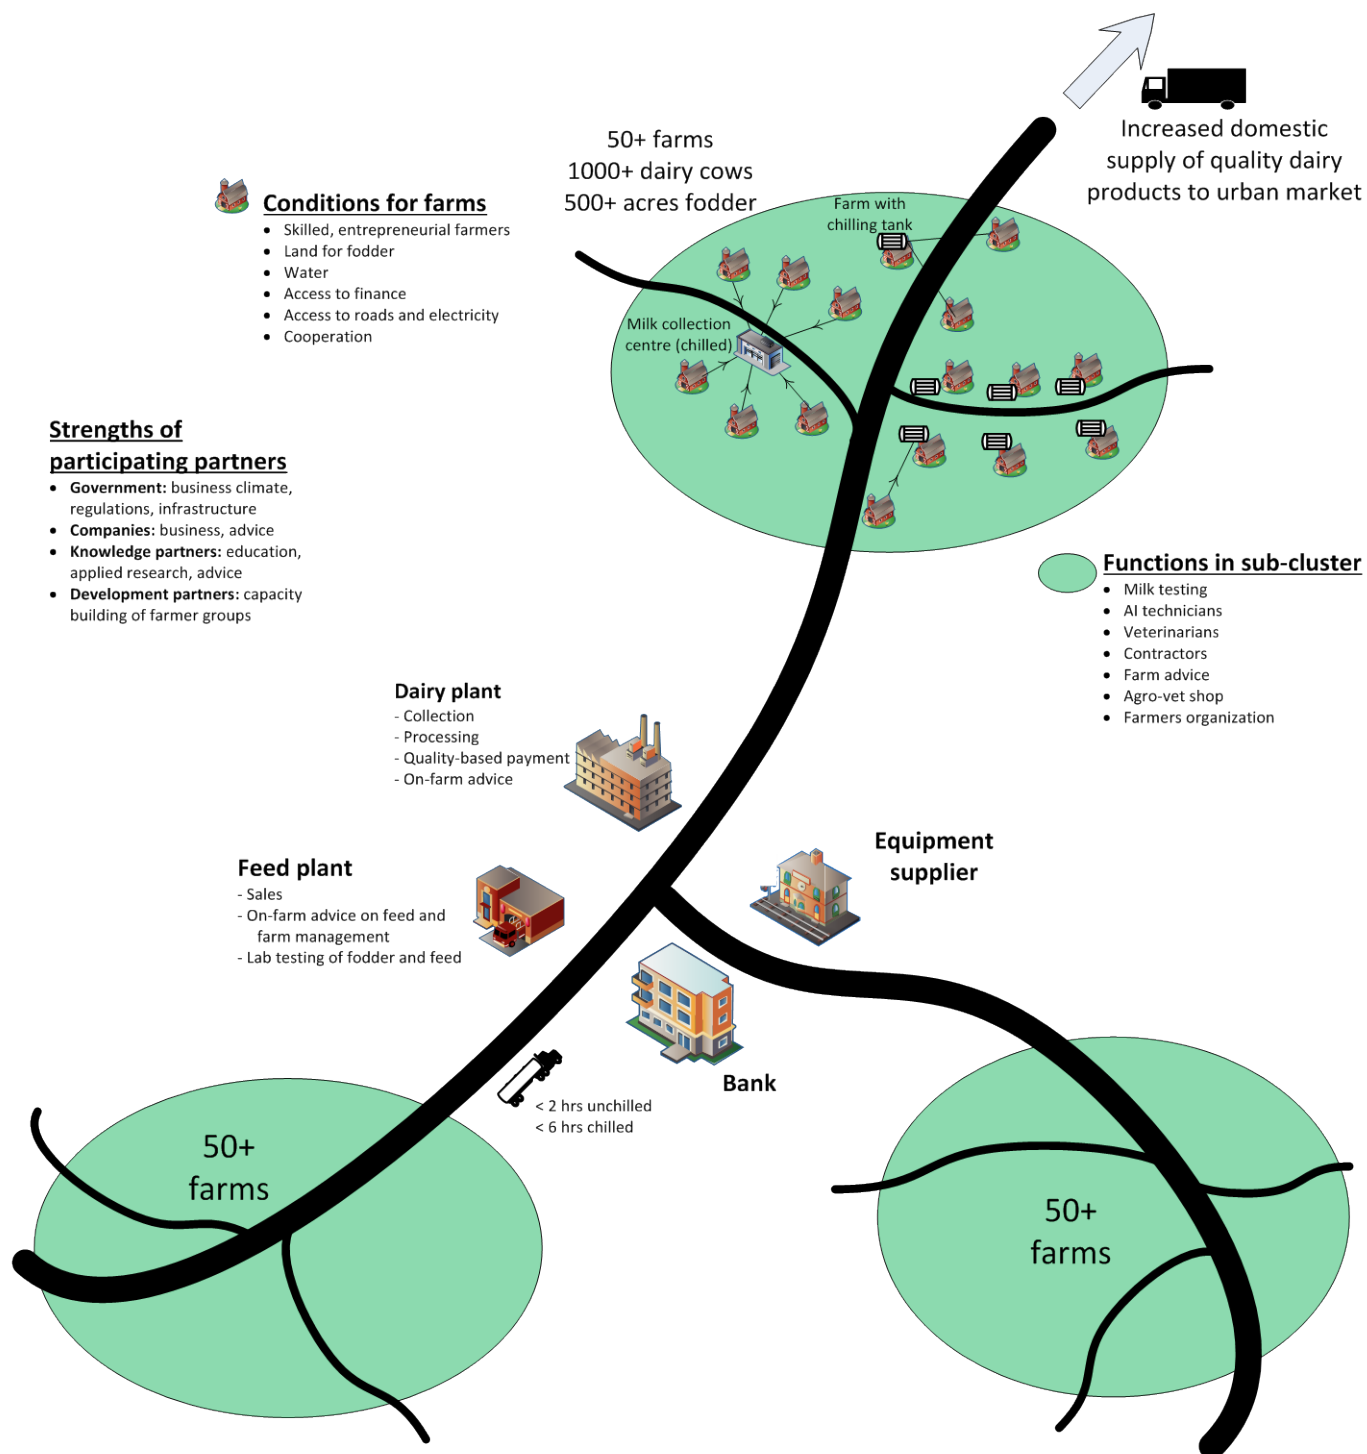 Increased domestic
supply of quality dairy
products to urban market
50+ farms
1000+ dairy cows
500+ acres fodder
Farm with
chilling tank
Milk collection
centre (chilled)
Conditions for farms
• Skilled, entrepreneurial farmers
• Land for fodder
• Water
• Access to finance
• Access to roads and electricity
• Cooperation
Strengths of
participating partners
• Government: business climate,
regulations, infrastructure
• Companies: business, advice
• Knowledge partners: education,
applied research, advice
• Development partners: capacity
building of farmer groups
Functions in sub-cluster
• Milk testing
• AI technicians
• Veterinarians
• Contractors
• Farm advice
• Agro-vet shop
• Farmers organization
Dairy plant
- Collection
- Processing
- Quality-based payment
- On-farm advice
Feed plant
- Sales
- On-farm advice on feed and
farm management
- Lab testing of fodder and feed
Equipment
supplier
Bank
< 2 hrs unchilled
< 6 hrs chilled
50+
farms
50+
farms